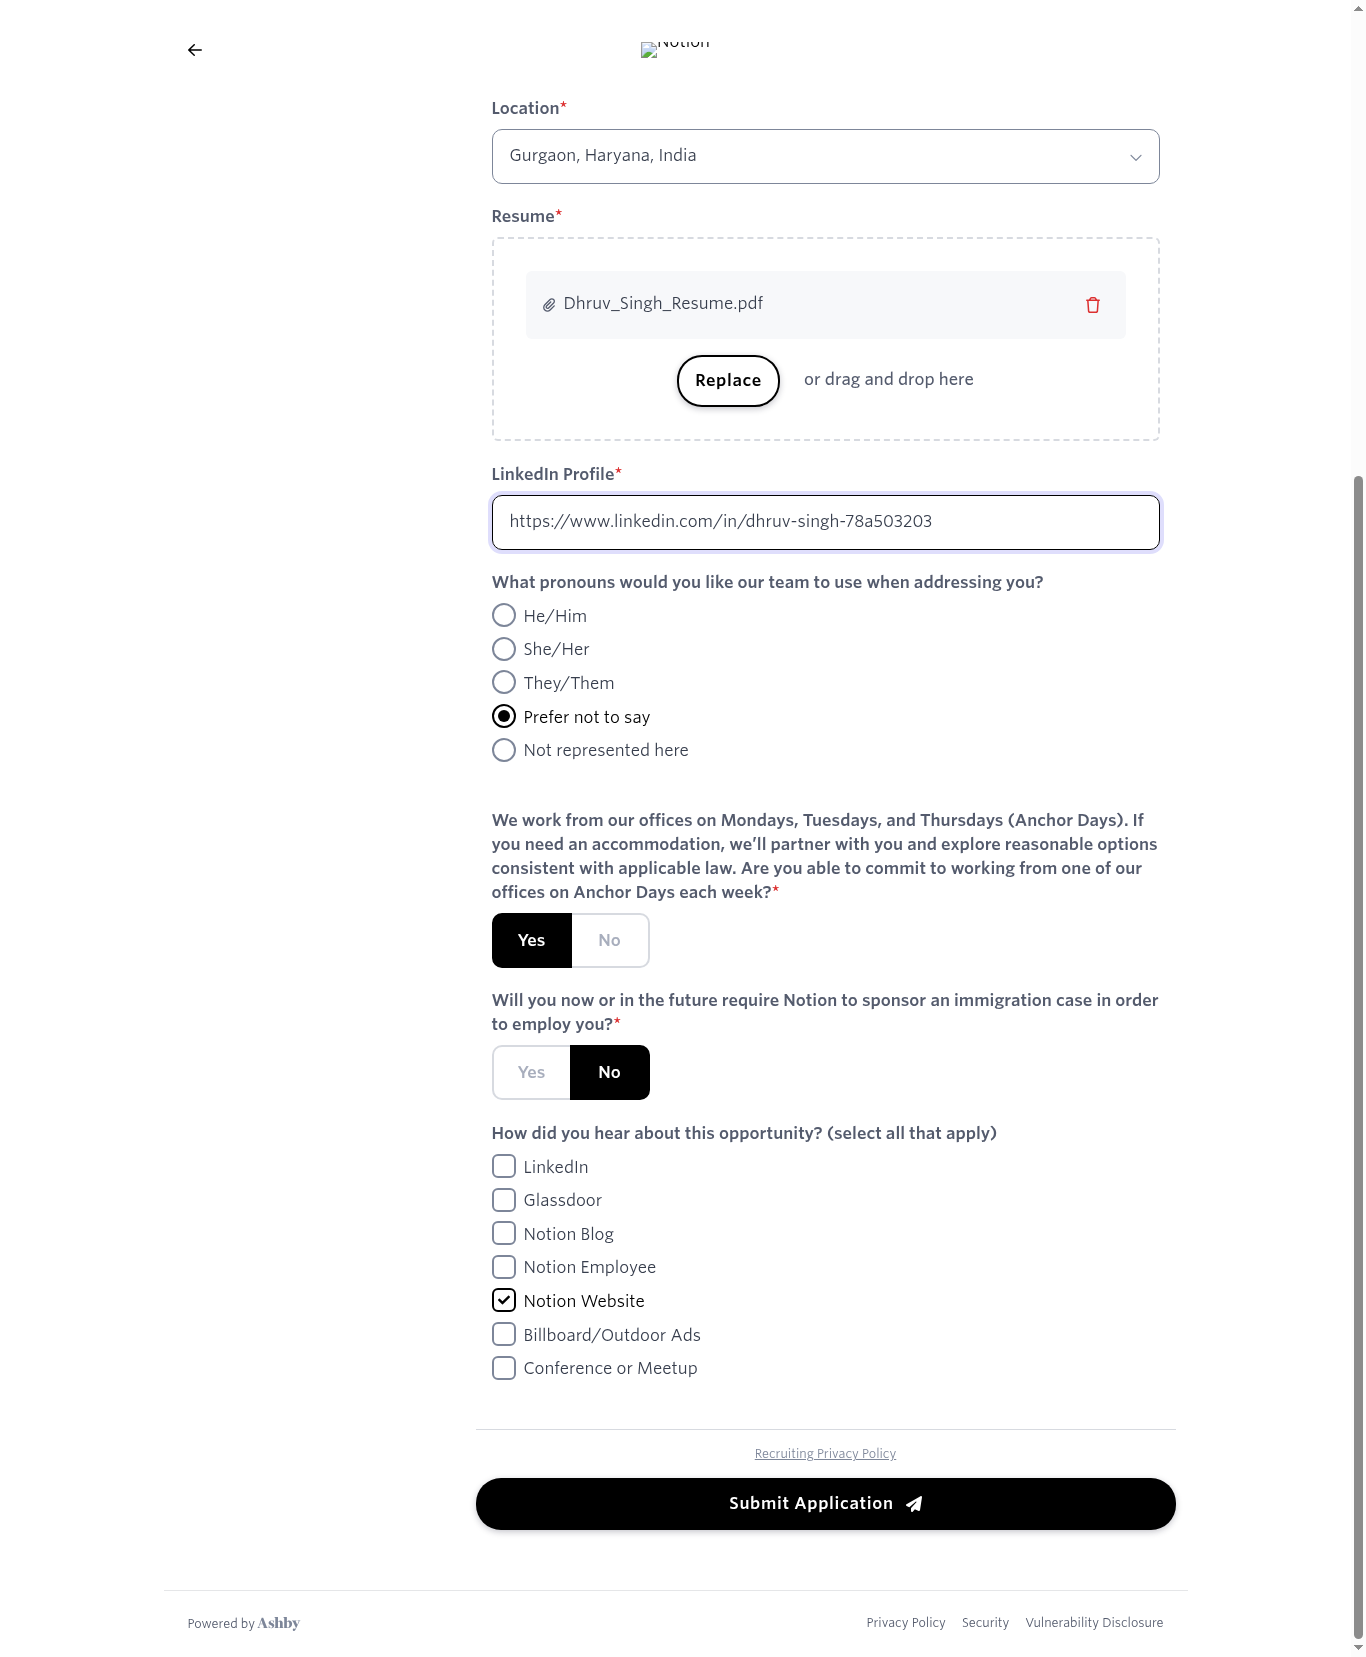 Notion
Location*
Gurgaon, Haryana, India
Resume*
Dhruv_Singh_Resume.pdf
Replace or drag and drop here
LinkedIn Profile*
https://www.linkedin.com/in/dhruv-singh-78a503203
What pronouns would you like our team to use when addressing you?
He/Him
She/Her
They/Them
Prefer not to say
Not represented here
We work from our offices on Mondays, Tuesdays, and Thursdays (Anchor Days). If
you need an accommodation, we’ll partner with you and explore reasonable options
consistent with applicable law. Are you able to commit to working from one of our
offices on Anchor Days each week?*
Yes No
Will you now or in the future require Notion to sponsor an immigration case in order
to employ you?*
Yes No
How did you hear about this opportunity? (select all that apply)
LinkedIn
Glassdoor
Notion Blog
Notion Employee
Notion Website
Billboard/Outdoor Ads
Conference or Meetup
Recruiting Privacy Policy
Submit Application
Powered by Ashby
Privacy Policy Security Vulnerability Disclosure